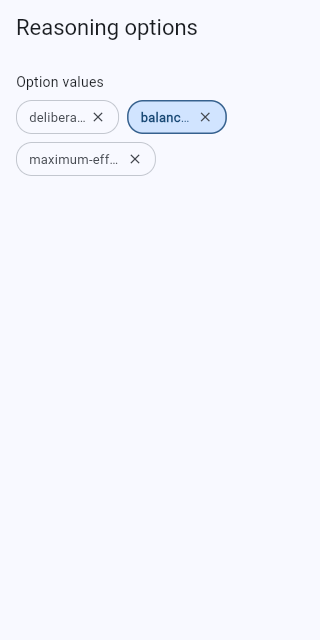 Reasoning options
Option values
delibera…
balanc…
maximum-eff…